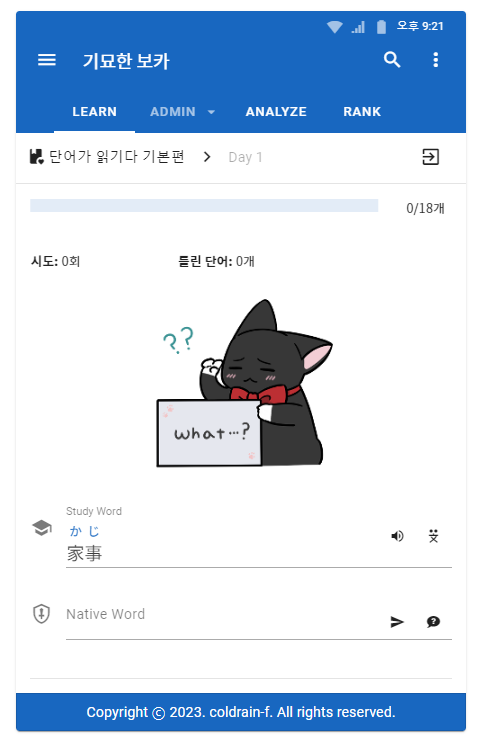 오후 9:21
기묘한 보카
LEARN ADMIN ANALYZE RANK
단어가 읽기다 기본편 > Day 1
0/18개
시도: 0회 틀린 단어: 0개
??
what…?
Study Word
かじ
家事
Native Word
Copyright © 2023. coldrain-f. All rights reserved.